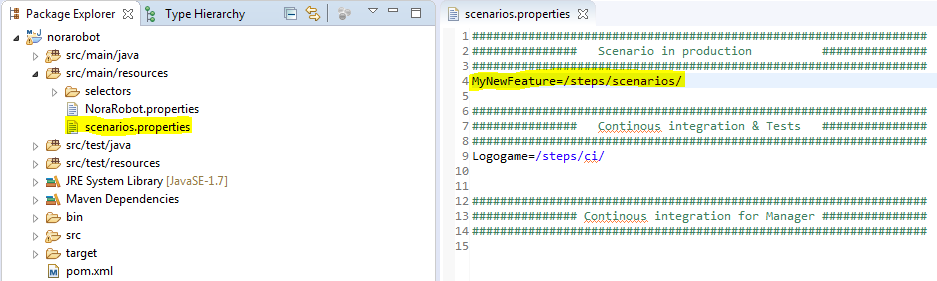 Package Explorer
Type Hierarchy
norarobot
src/main/java
src/main/resources
selectors
NoraRobot.properties
scenarios.properties
src/test/java
src/test/resources
JRE System Library [JavaSE-1.7]
Maven Dependencies
bin
src
target
pom.xml
scenarios.properties
1 ##################################################################
2 ############### Scenario in production ###############
3 ##################################################################
4 MyNewFeature=/steps/scenarios/
5
6 ##################################################################
7 ############### Continous integration & Tests ###############
8 ##################################################################
9 Logogame=/steps/ci/
10
11
12 ##################################################################
13 ############### Continous integration for Manager ###############
14 ##################################################################
15